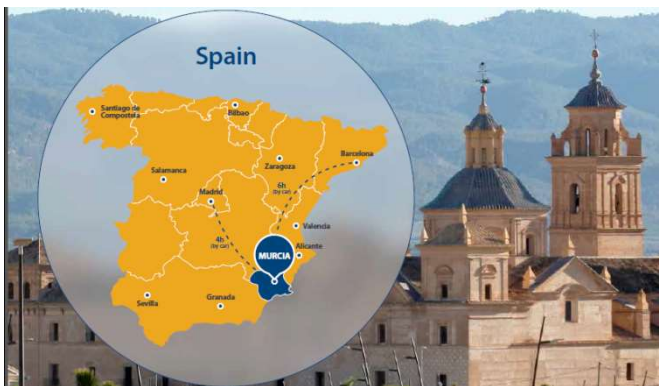 Spain
Santiago de
Compostela
Bilbao
Barcelona
Zaragoza
Salamanca
6h
(by car)
Madrid
Valencia
4h
(by car)
MURCIA
Alicante
Sevilla
Granada